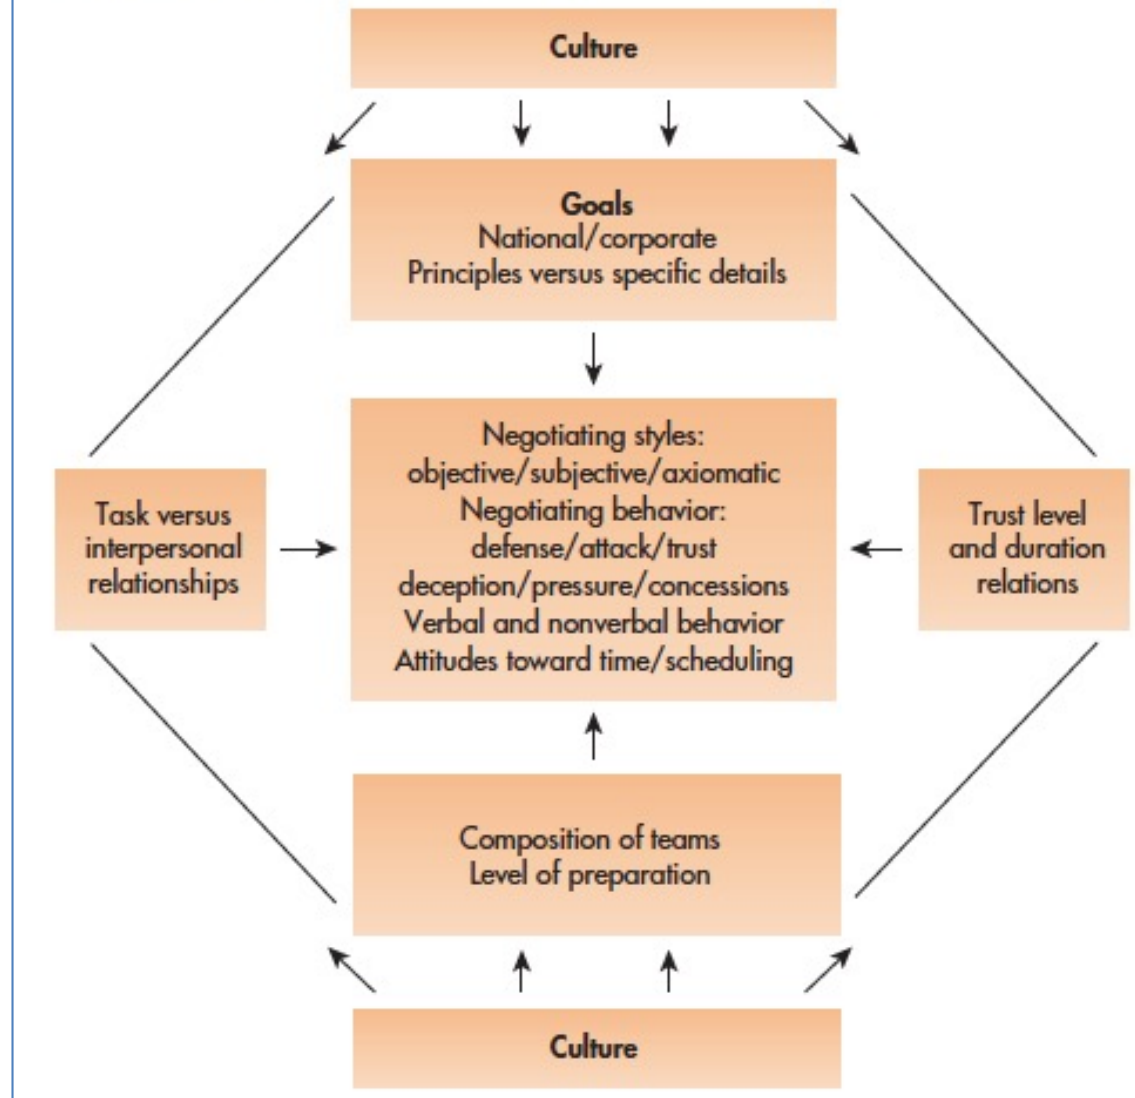 Culture
Goals
National/corporate
Principles versus specific details
Negotiating styles:
objective/subjective/axiomatic
Negotiating behavior:
defense/attack/trust
deception/pressure/concessions
Verbal and nonverbal behavior
Attitudes toward time/scheduling
Task versus
interpersonal
relationships
Trust level
and duration
relations
Composition of teams
Level of preparation
Culture